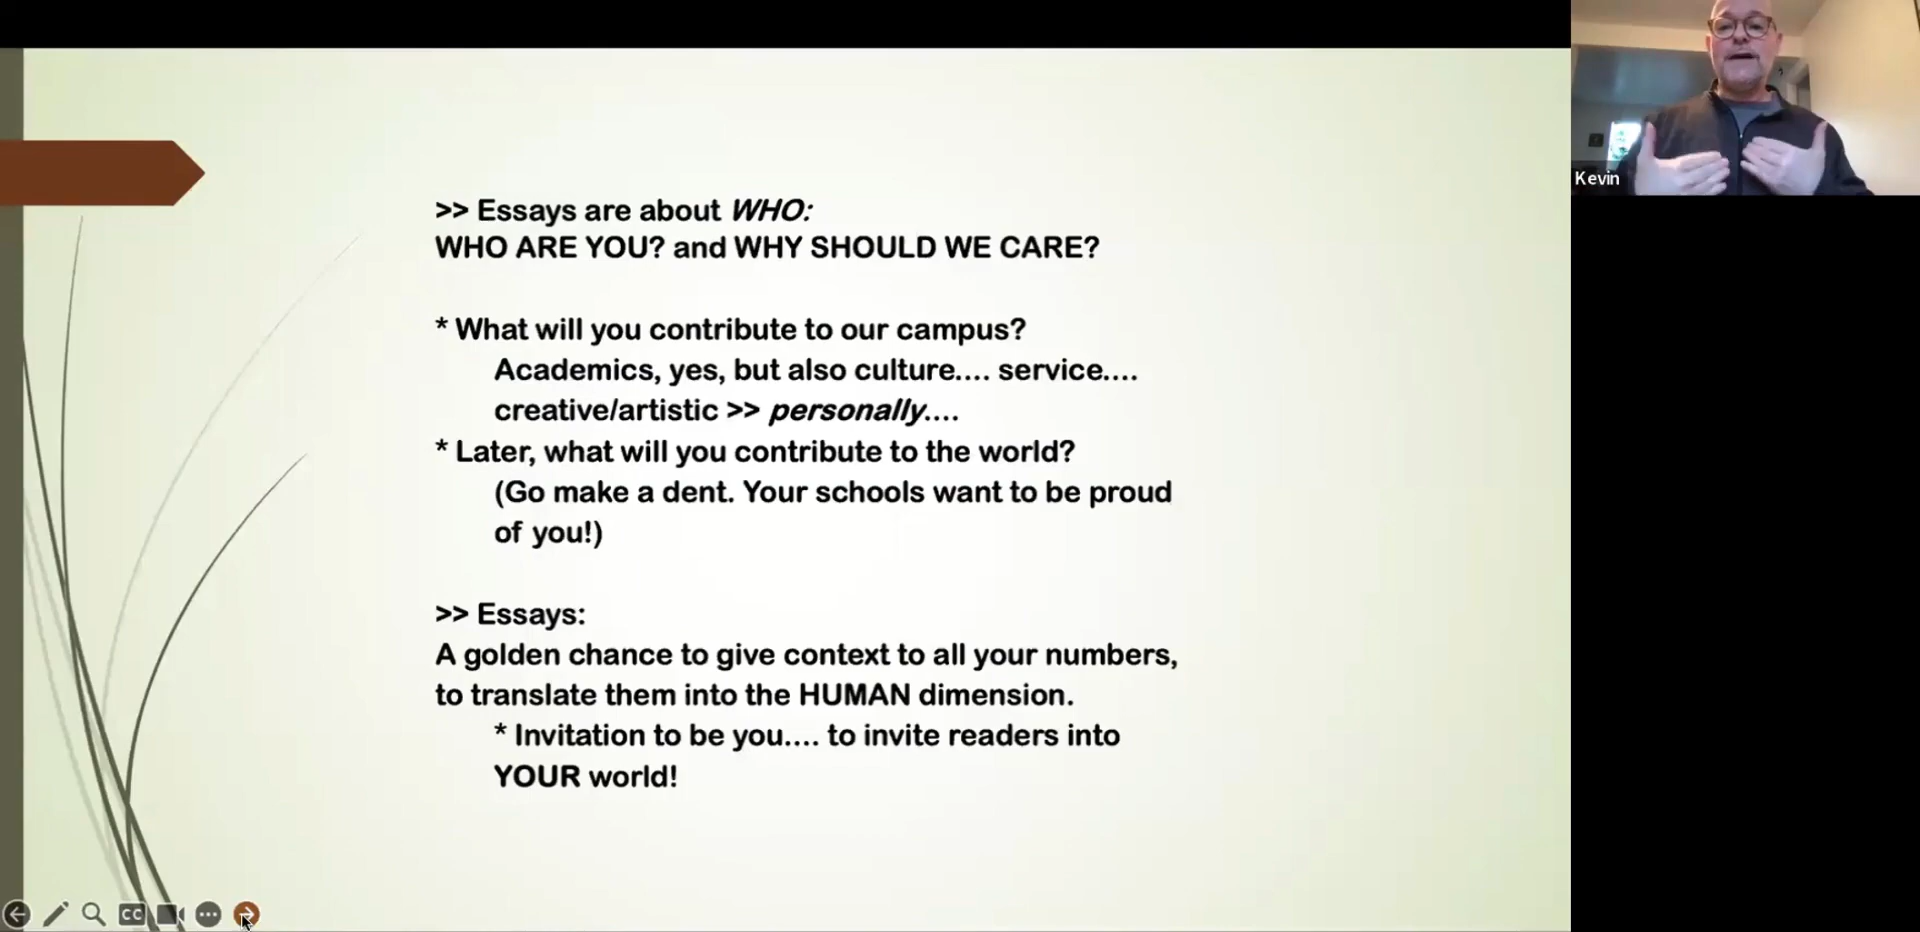 >> Essays are about WHO:
WHO ARE YOU? and WHY SHOULD WE CARE?
* What will you contribute to our campus?
Academics, yes, but also culture.... service....
creative/artistic >> personally....
* Later, what will you contribute to the world?
(Go make a dent. Your schools want to be proud
of you!)
>> Essays:
A golden chance to give context to all your numbers,
to translate them into the HUMAN dimension.
* Invitation to be you.... to invite readers into
YOUR world!
Kevin
CC